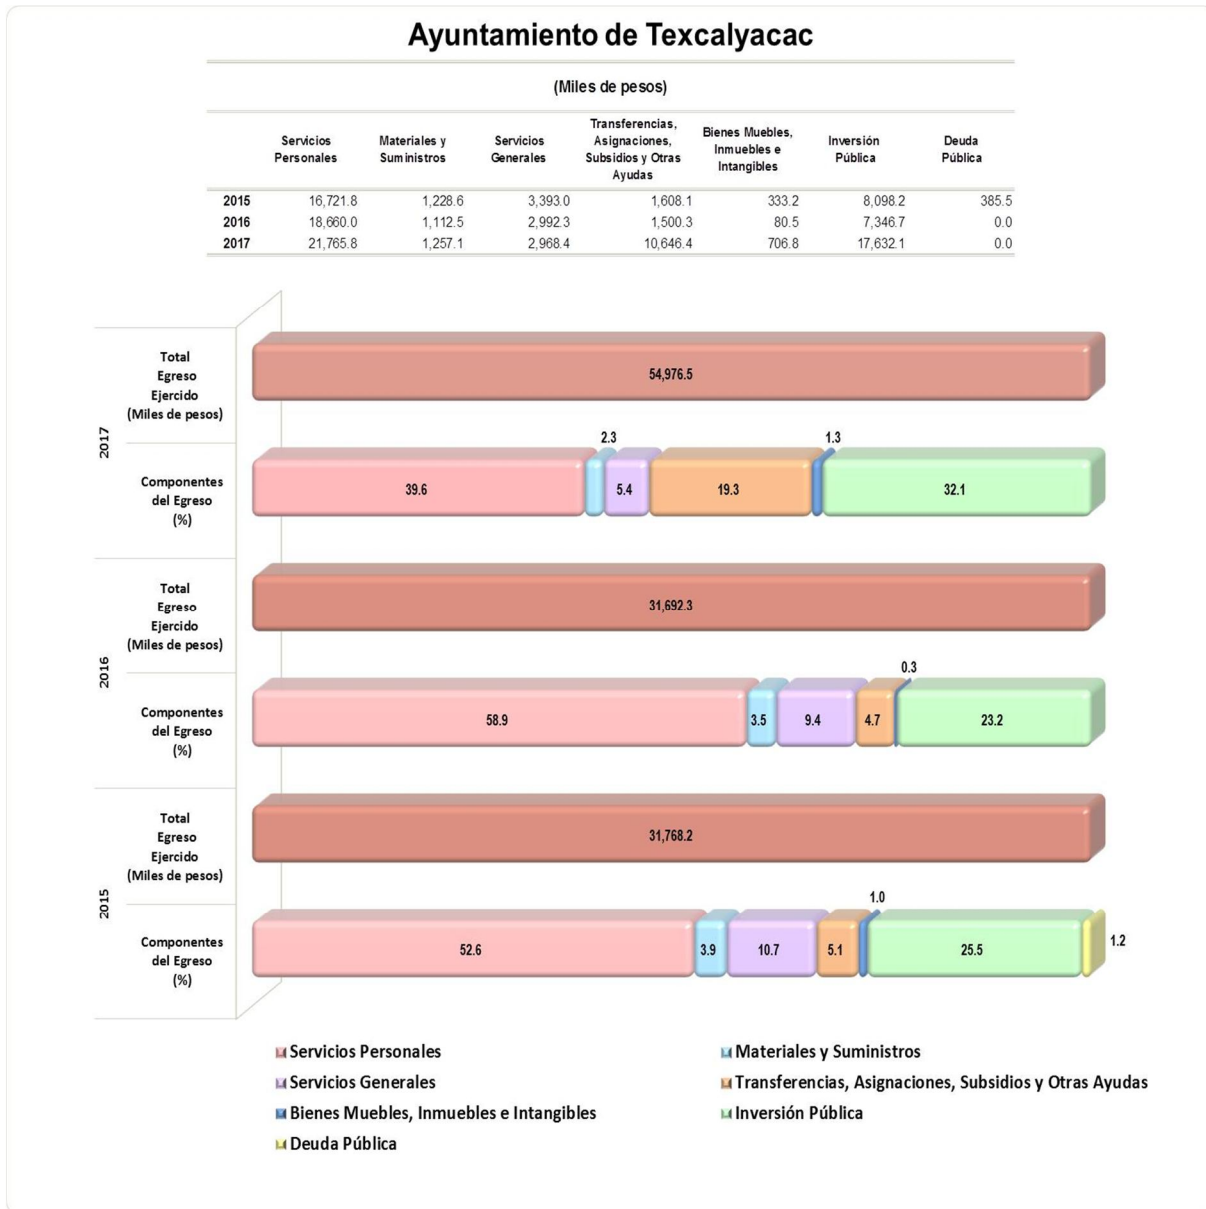 Ayuntamiento de Texcalyacac
(Miles de pesos)
Servicios Personales
Materiales y Suministros
Servicios Generales
Transferencias, Asignaciones, Subsidios y Otras Ayudas
Bienes Muebles, Inmuebles e Intangibles
Inversión Pública
Deuda Pública
2015 16,721.8 1,228.6 3,393.0 1,608.1 333.2 8,098.2 385.5
2016 18,660.0 1,112.5 2,992.3 1,500.3 80.5 7,346.7 0.0
2017 21,765.8 1,257.1 2,968.4 10,646.4 706.8 17,632.1 0.0
2017
Total
Egreso
Ejercido
(Miles de pesos)
54,976.5
Componentes
del Egreso
(%)
39.6 2.3 5.4 19.3 1.3 32.1
2016
Total
Egreso
Ejercido
(Miles de pesos)
31,692.3
Componentes
del Egreso
(%)
58.9 3.5 9.4 4.7 0.3 23.2
2015
Total
Egreso
Ejercido
(Miles de pesos)
31,768.2
Componentes
del Egreso
(%)
52.6 3.9 10.7 5.1 1.0 25.5 1.2
Servicios Personales
Materiales y Suministros
Servicios Generales
Transferencias, Asignaciones, Subsidios y Otras Ayudas
Bienes Muebles, Inmuebles e Intangibles
Inversión Pública
Deuda Pública